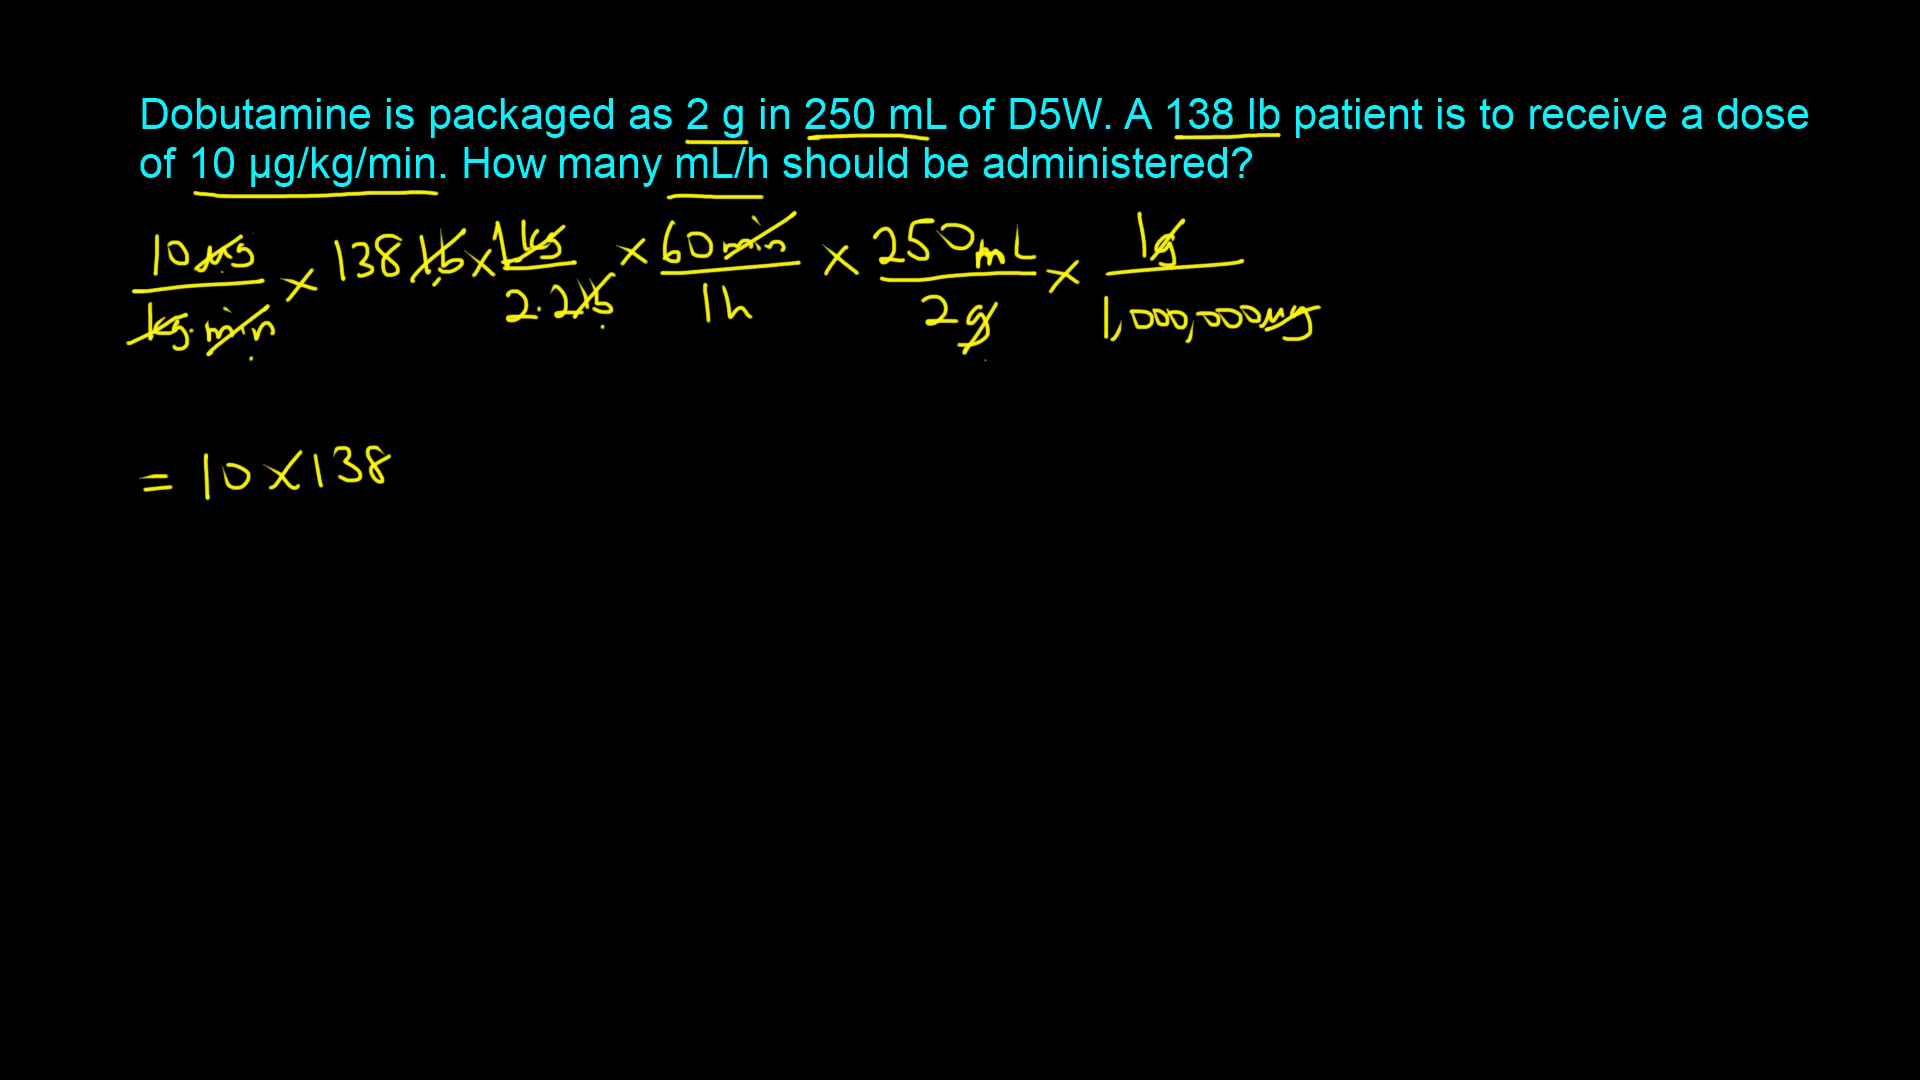 Dobutamine is packaged as 2 g in 250 mL of D5W. A 138 lb patient is to receive a dose
of 10 µg/kg/min. How many mL/h should be administered?
10 µg/kg·min × 138 lb × 1 kg/2.2 lb × 60 min/1 h × 250 mL/2 g × 1 g/1,000,000 µg
= 10 × 138